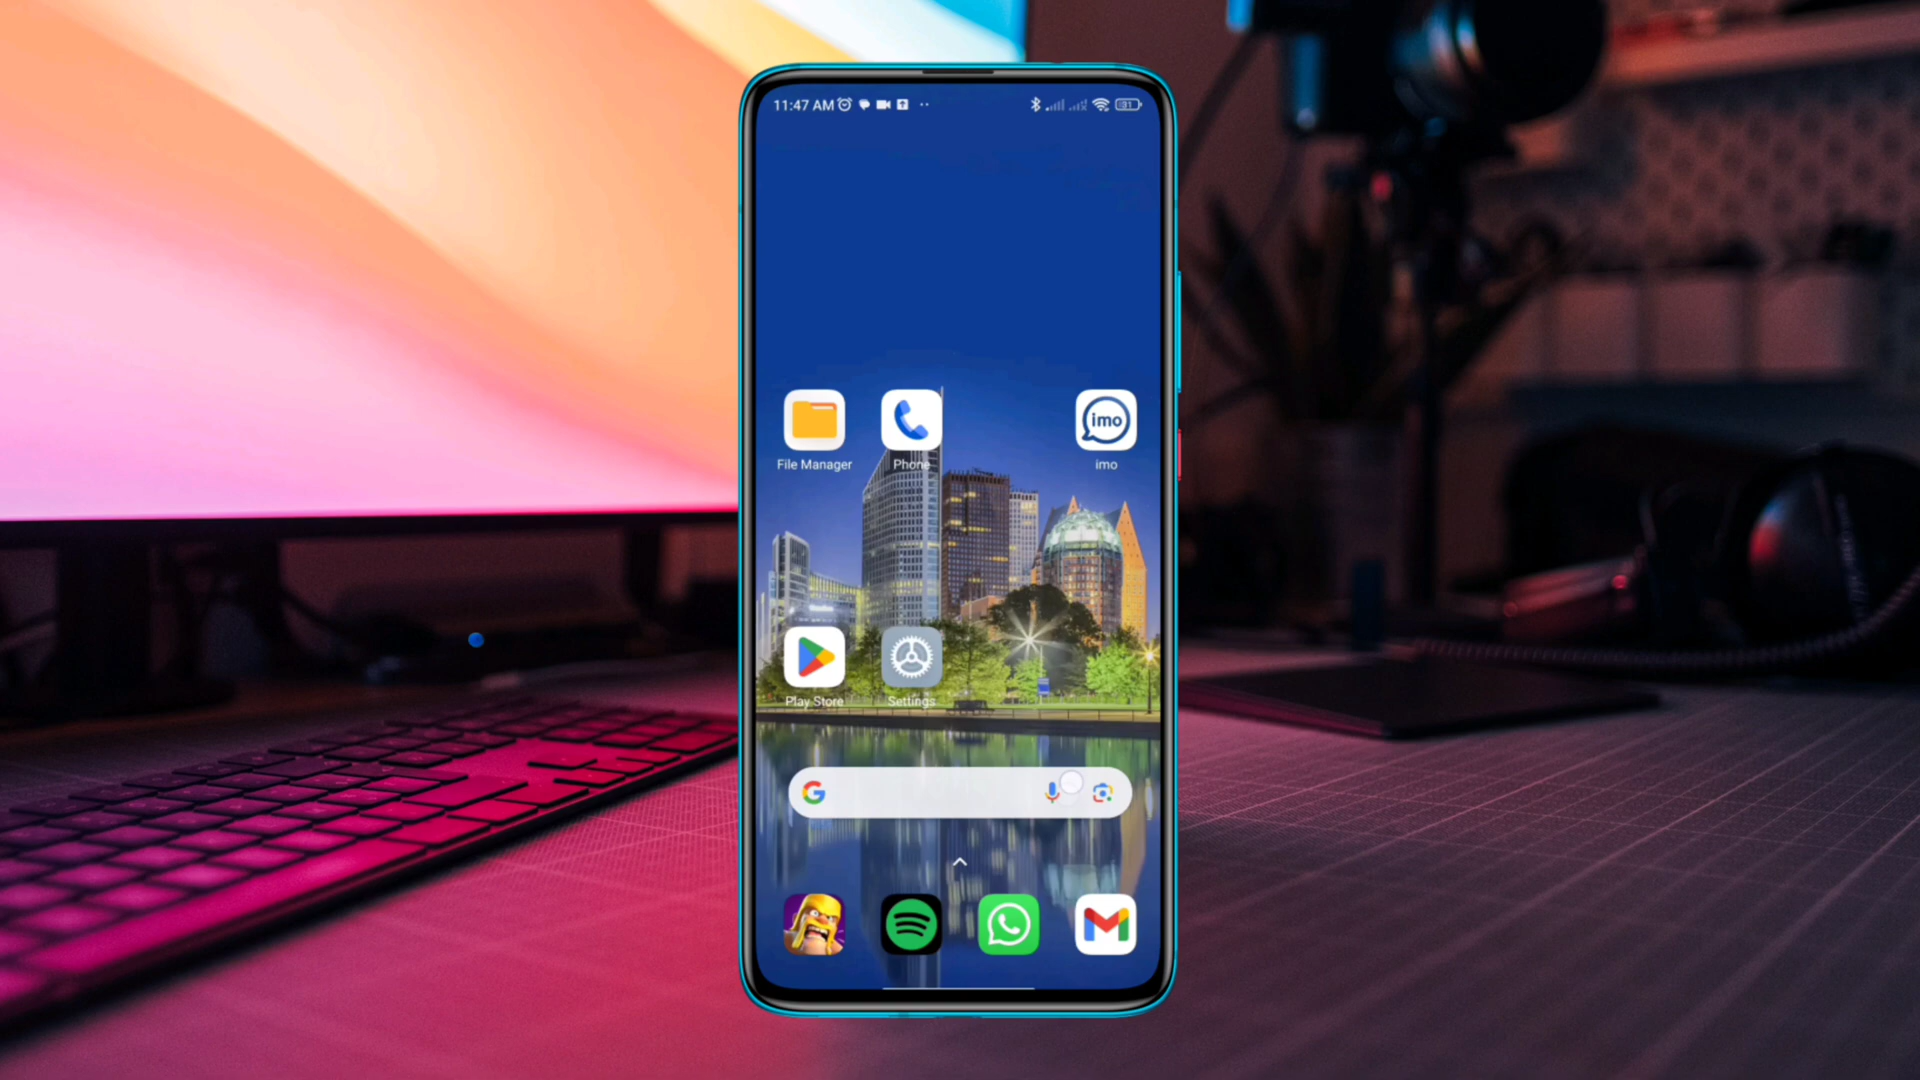 11:47 AM
File Manager
Phone
imo
imo
Play Store
Settings